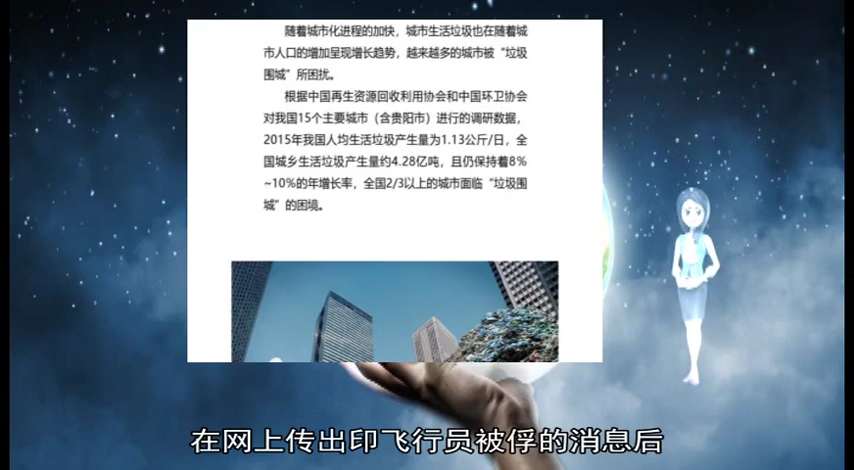 随着城市化进程的加快，城市生活垃圾也在随着城
市人口的增加呈现增长趋势，越来越多的城市被“垃圾
围城”所困扰。
根据中国再生资源回收利用协会和中国环卫协会
对我国15个主要城市（含贵阳市）进行的调研数据，
2015年我国人均生活垃圾产生量为1.13公斤/日，全
国城乡生活垃圾产生量约4.28亿吨，且仍保持着8%
~10%的年增长率，全国2/3以上的城市面临“垃圾围
城”的困境。
在网上传出印飞行员被俘的消息后